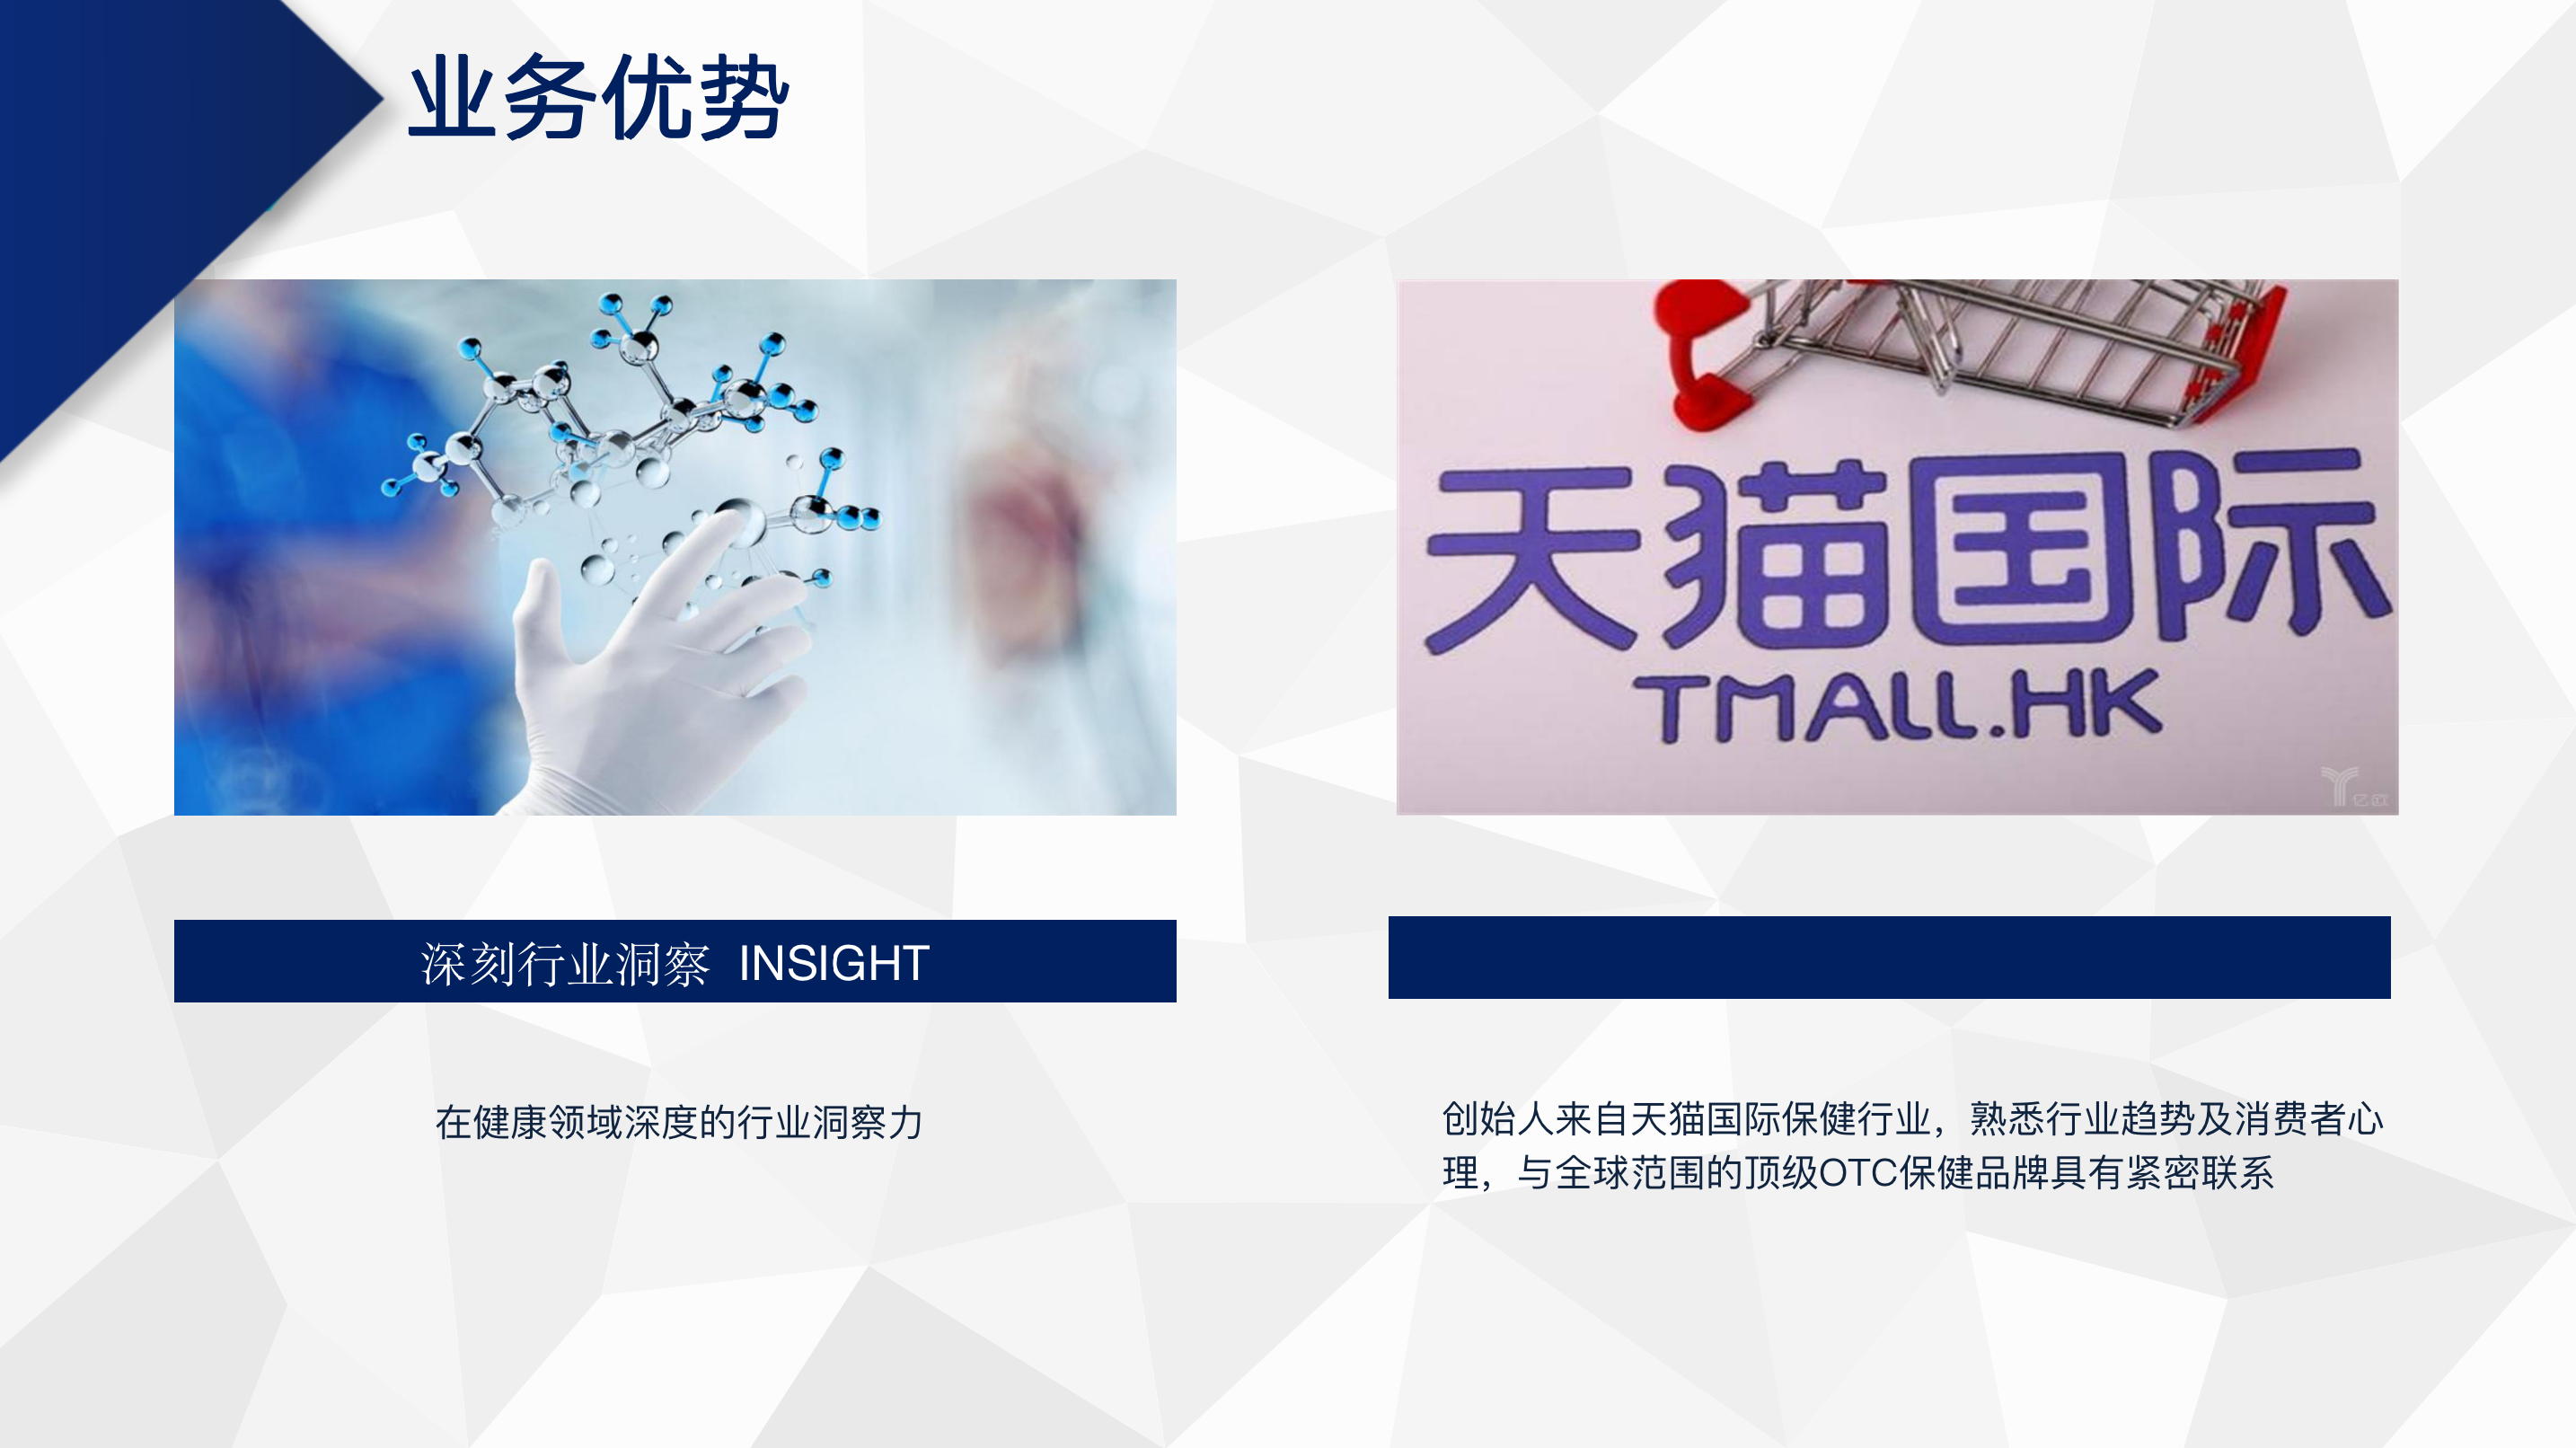 业务优势
天猫国际
TMALL.HK
亿欧
深刻行业洞察 INSIGHT
在健康领域深度的行业洞察力
创始人来自天猫国际保健行业，熟悉行业趋势及消费者心
理，与全球范围的顶级OTC保健品牌具有紧密联系